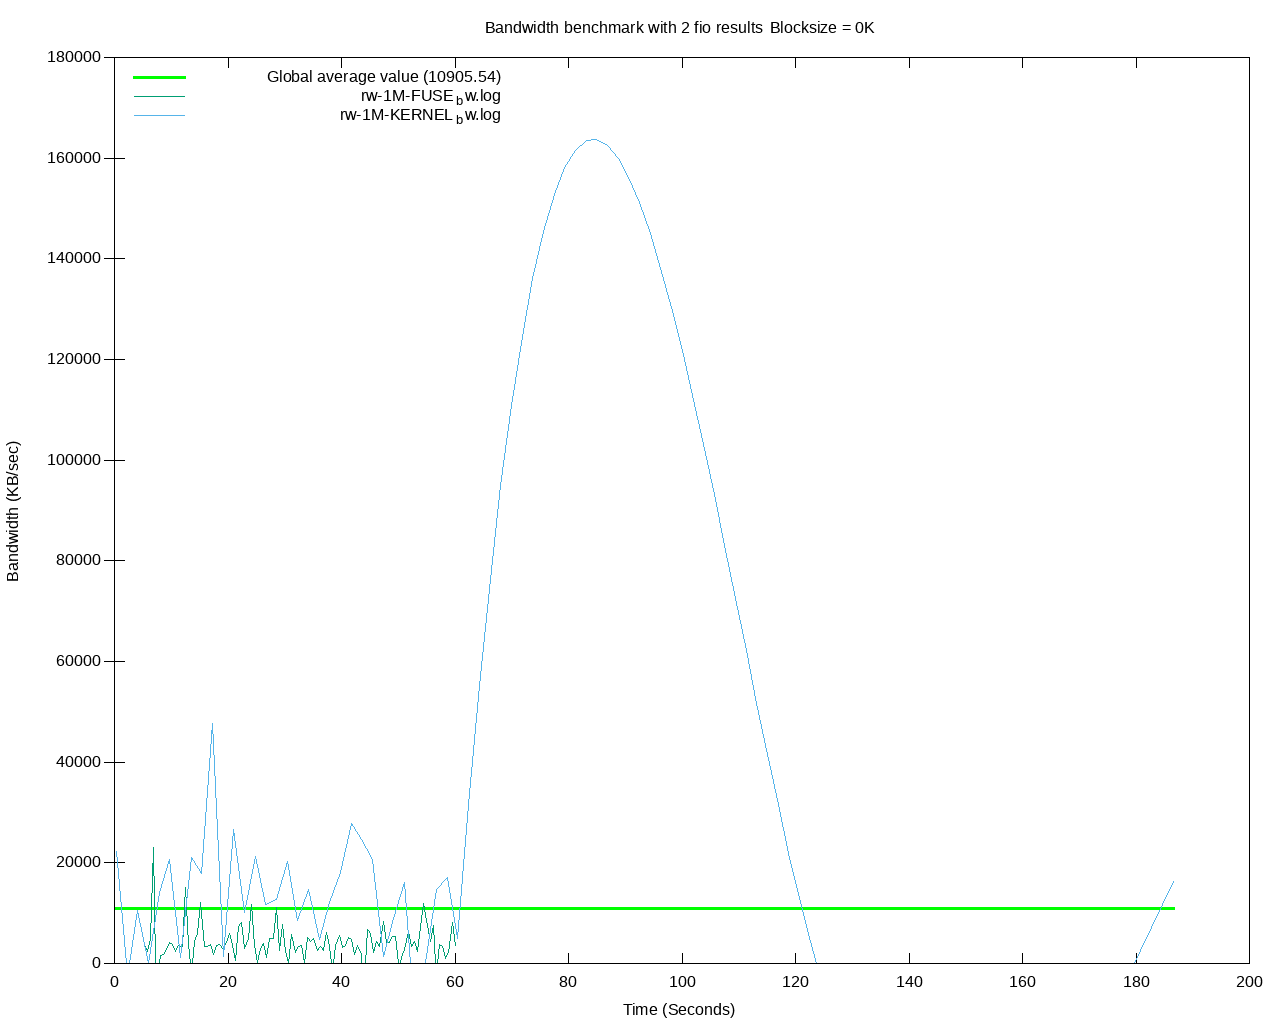 Bandwidth benchmark with 2 fio results Blocksize = 0K
180000
160000
140000
120000
100000
80000
60000
40000
20000
0
Bandwidth (KB/sec)
Global average value (10905.54)
rw-1M-FUSEbw.log
rw-1M-KERNELbw.log
0 20 40 60 80 100 120 140 160 180 200
Time (Seconds)